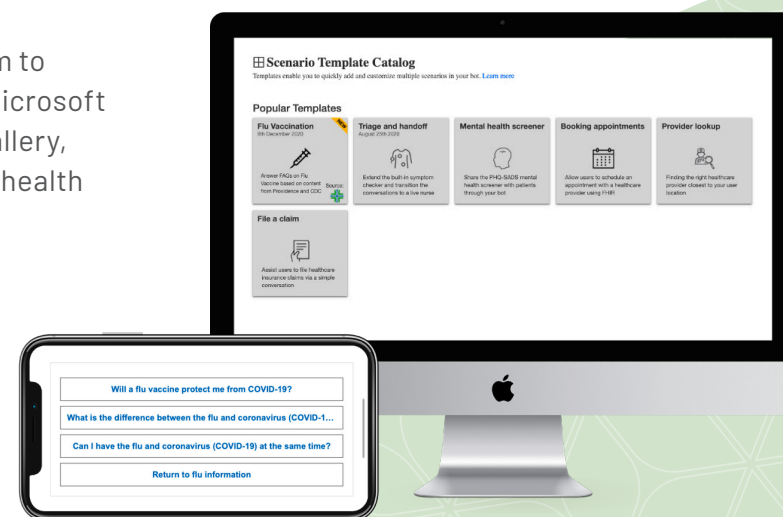 m to
icrosoft
llery,
health
Scenario Template Catalog
Templates enable you to quickly add and customize multiple scenarios in your bot. Learn more
Popular Templates
Flu Vaccination
9th December 2020
NEW
Answer FAQs on Flu
Vaccine based on content
from Providence and CDC
Source:
Triage and handoff
August 25th 2020
Extend the built-in symptom
checker and transition the
conversations to a live nurse
Mental health screener
Share the PHQ-SADS mental
health screener with patients
through your bot
Booking appointments
Allow users to schedule an
appointment with a healthcare
provider using FHIR
Provider lookup
Finding the right healthcare
provider closest to your user
location
File a claim
Assist users to file healthcare
insurance claims via a simple
conversation
Will a flu vaccine protect me from COVID-19?
What is the difference between the flu and coronavirus (COVID-1...
Can I have the flu and coronavirus (COVID-19) at the same time?
Return to flu information